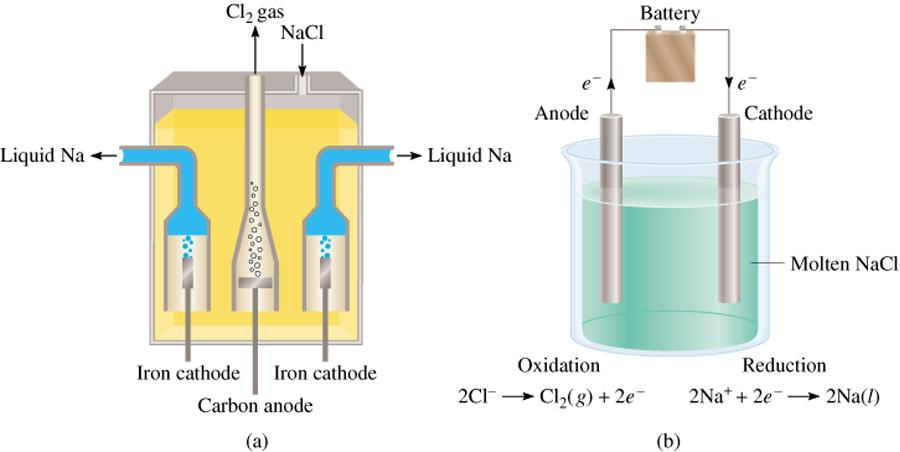 Cl₂ gas
NaCl
Liquid Na
Liquid Na
Iron cathode
Iron cathode
Carbon anode
(a)
Battery
e⁻
e⁻
Anode
Cathode
Molten NaCl
Oxidation
2Cl⁻ ⟶ Cl₂(g) + 2e⁻
Reduction
2Na⁺ + 2e⁻ ⟶ 2Na(l)
(b)